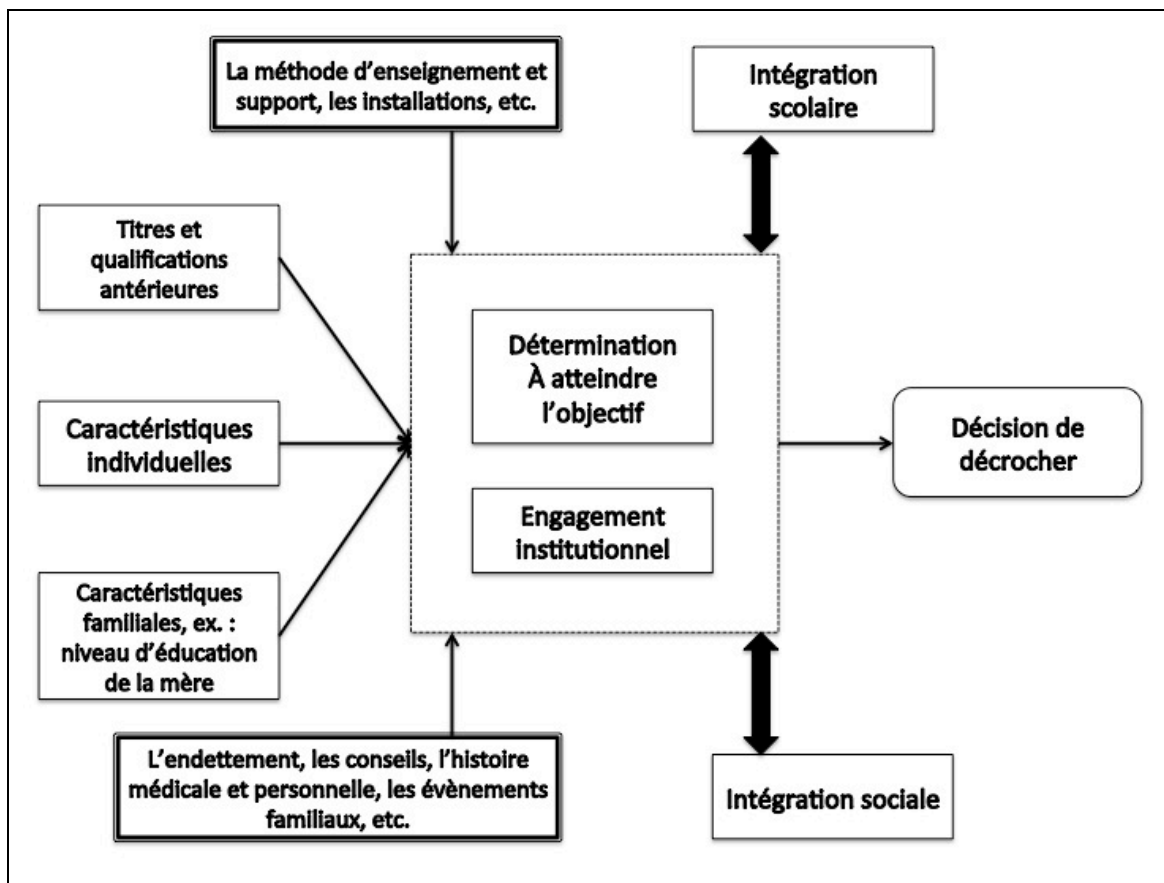 La méthode d'enseignement et
support, les installations, etc.
Intégration
scolaire
Titres et
qualifications
antérieures
Détermination
À atteindre
l'objectif
Caractéristiques
individuelles
Décision de
décrocher
Engagement
institutionnel
Caractéristiques
familiales, ex. :
niveau d'éducation
de la mère
L'endettement, les conseils, l'histoire
médicale et personnelle, les évènements
familiaux, etc.
Intégration sociale